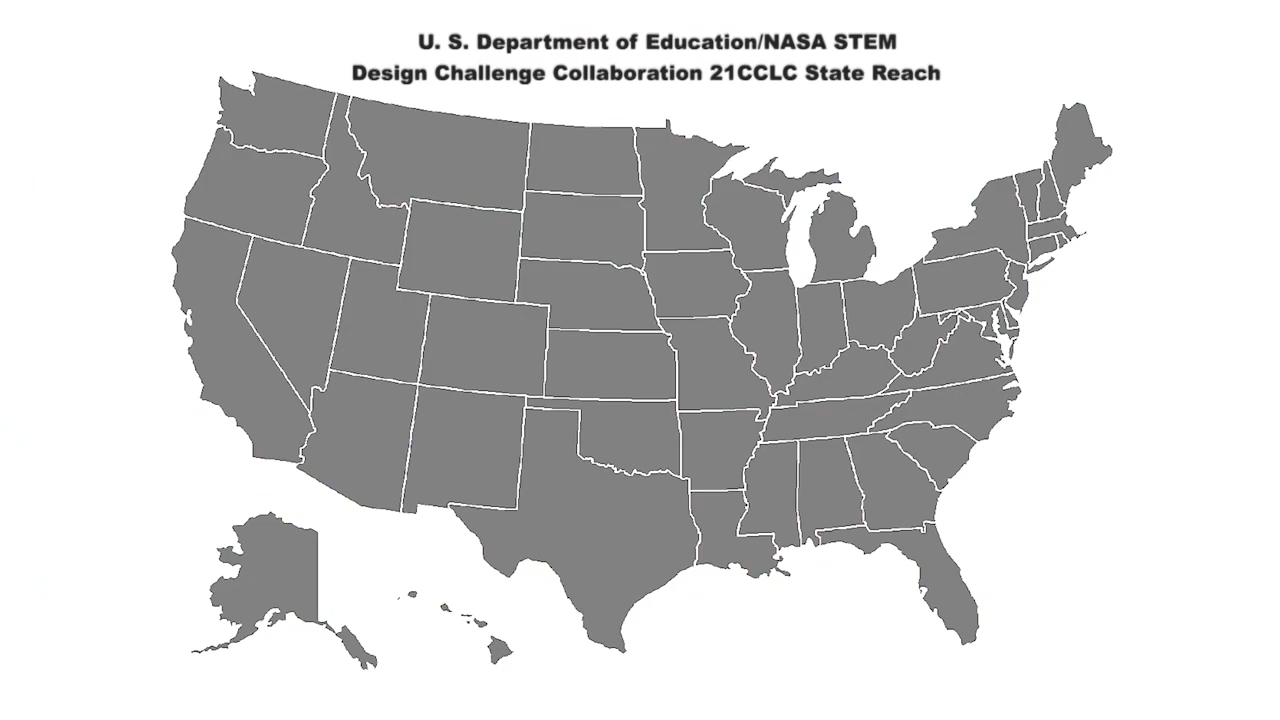 U. S. Department of Education/NASA STEM
Design Challenge Collaboration 21CCLC State Reach